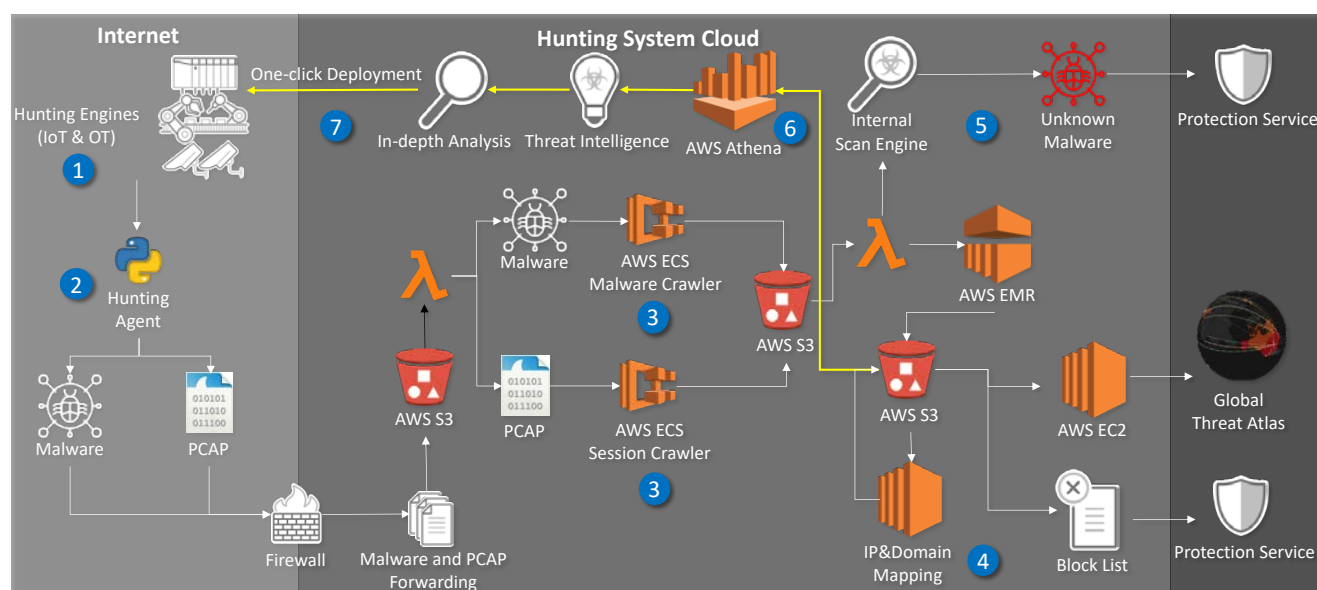 Internet
Hunting System Cloud
One-click Deployment
Hunting Engines
(IoT & OT)
1
7
In-depth Analysis
Threat Intelligence
AWS Athena
6
Internal
Scan Engine
5
Unknown
Malware
Protection Service
2
Hunting
Agent
Malware
AWS ECS
Malware Crawler
3
AWS S3
AWS EMR
010101
011010
011100
Malware
PCAP
AWS S3
010101
011010
011100
PCAP
AWS ECS
Session Crawler
3
AWS S3
AWS EC2
Global
Threat Atlas
Firewall
Malware and PCAP
Forwarding
IP&Domain
Mapping
4
Block List
Protection Service